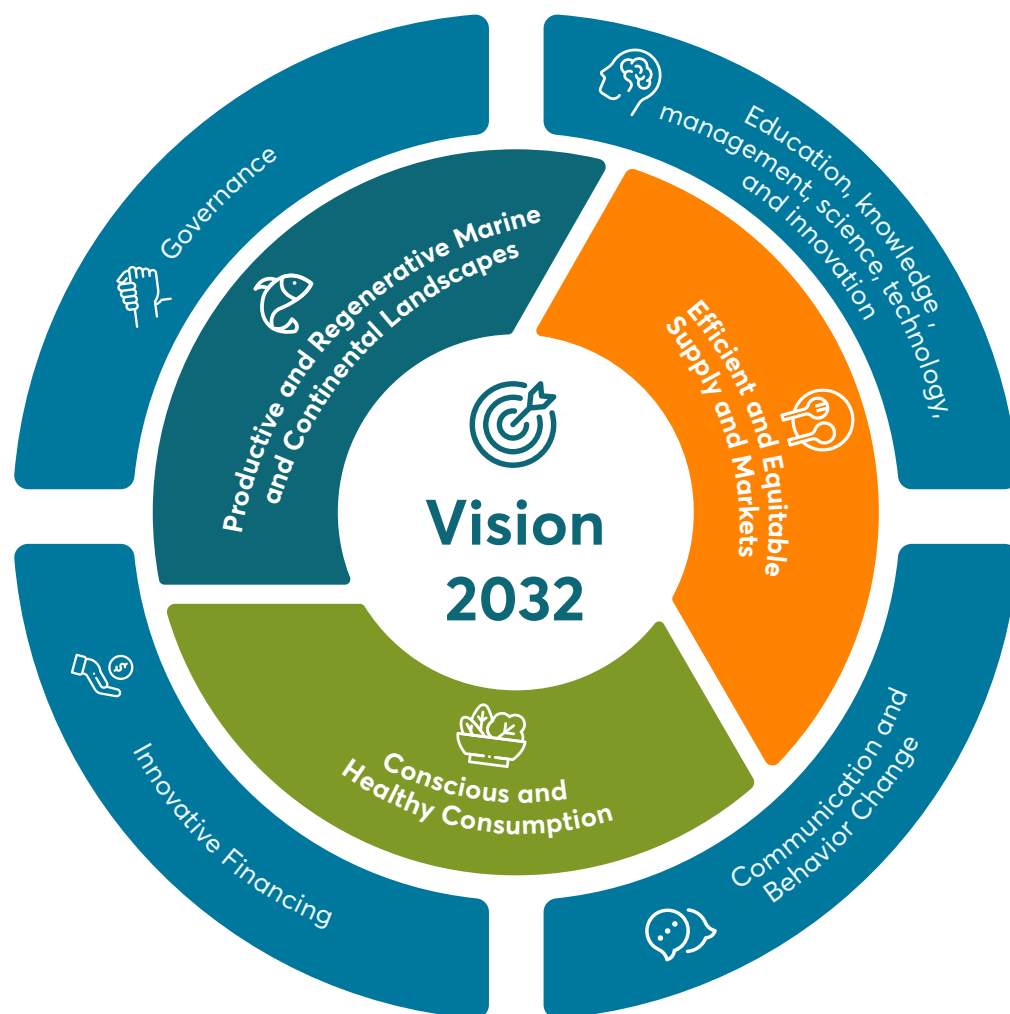 Governance
Education, knowledge ,
management, science, technology,
and innovation
Productive and Regenerative Marine
and Continental Landscapes
Efficient and Equitable
Supply and Markets
Vision
2032
Conscious and
Healthy Consumption
Innovative Financing
Communication and
Behavior Change